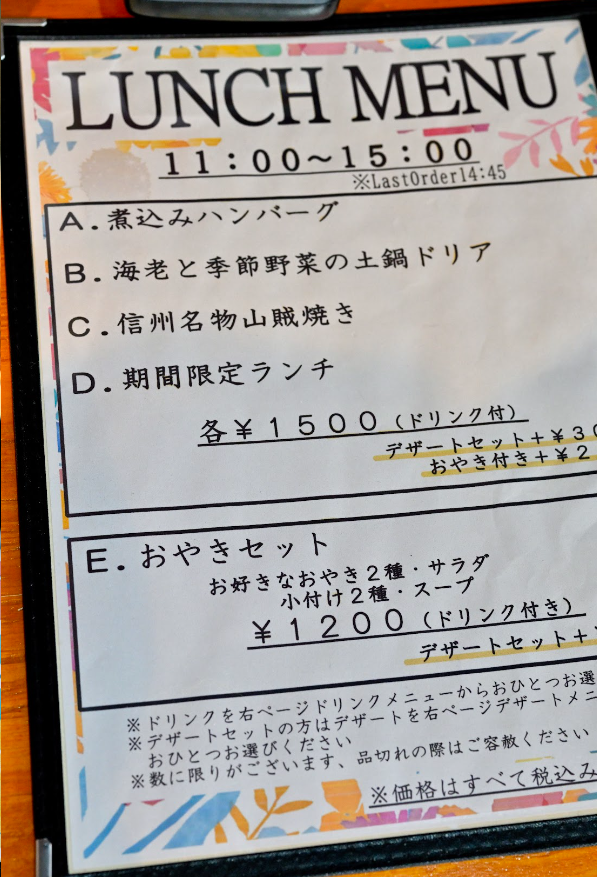 LUNCH MENU
11：00～15：00
※LastOrder14:45
A．煮込みハンバーグ
B．海老と季節野菜の土鍋ドリア
C．信州名物山賊焼き
D．期間限定ランチ
各￥１５００（ドリンク付）
デザートセット＋￥３０
おやき付き＋￥２
E．おやきセット
お好きなおやき２種・サラダ
小付け２種・スープ
￥１２００（ドリンク付き）
デザートセット＋
※ドリンクを右ページドリンクメニューからおひとつお選
※デザートセットの方はデザートを右ページデザートメニ
おひとつお選びください
※数に限りがございます、品切れの際はご容赦ください
※価格はすべて税込み